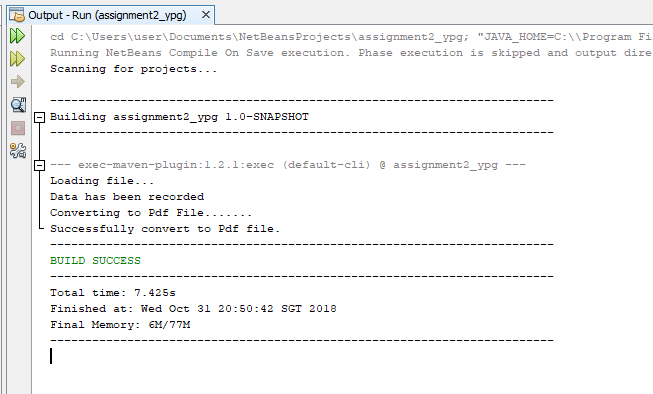 Output - Run (assignment2_ypg)
cd C:\Users\user\Documents\NetBeansProjects\assignment2_ypg; "JAVA_HOME=C:\\Program Fi
Running NetBeans Compile On Save execution. Phase execution is skipped and output dire
Scanning for projects...
------------------------------------------------------------------------
Building assignment2_ypg 1.0-SNAPSHOT
------------------------------------------------------------------------
--- exec-maven-plugin:1.2.1:exec (default-cli) @ assignment2_ypg ---
Loading file...
Data has been recorded
Converting to Pdf File.......
Successfully convert to Pdf file.
------------------------------------------------------------------------
BUILD SUCCESS
------------------------------------------------------------------------
Total time: 7.425s
Finished at: Wed Oct 31 20:50:42 SGT 2018
Final Memory: 6M/77M
------------------------------------------------------------------------